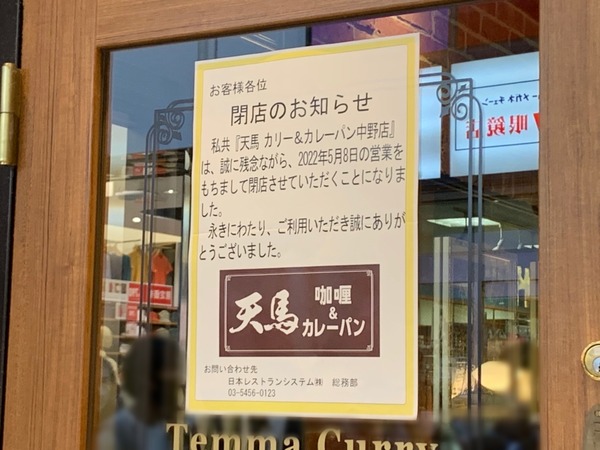 お客様各位
閉店のお知らせ
私共『天馬 カリー＆カレーパン中野店』
は、誠に残念ながら、2022年5月8日の営業を
もちまして閉店させていただくことになりま
した。
永きにわたり、ご利用いただき誠にありが
とうございました。
天馬 咖喱
&
カレーパン
お問い合わせ先
日本レストランシステム㈱ 総務部
03-5456-0123
Temma Curry